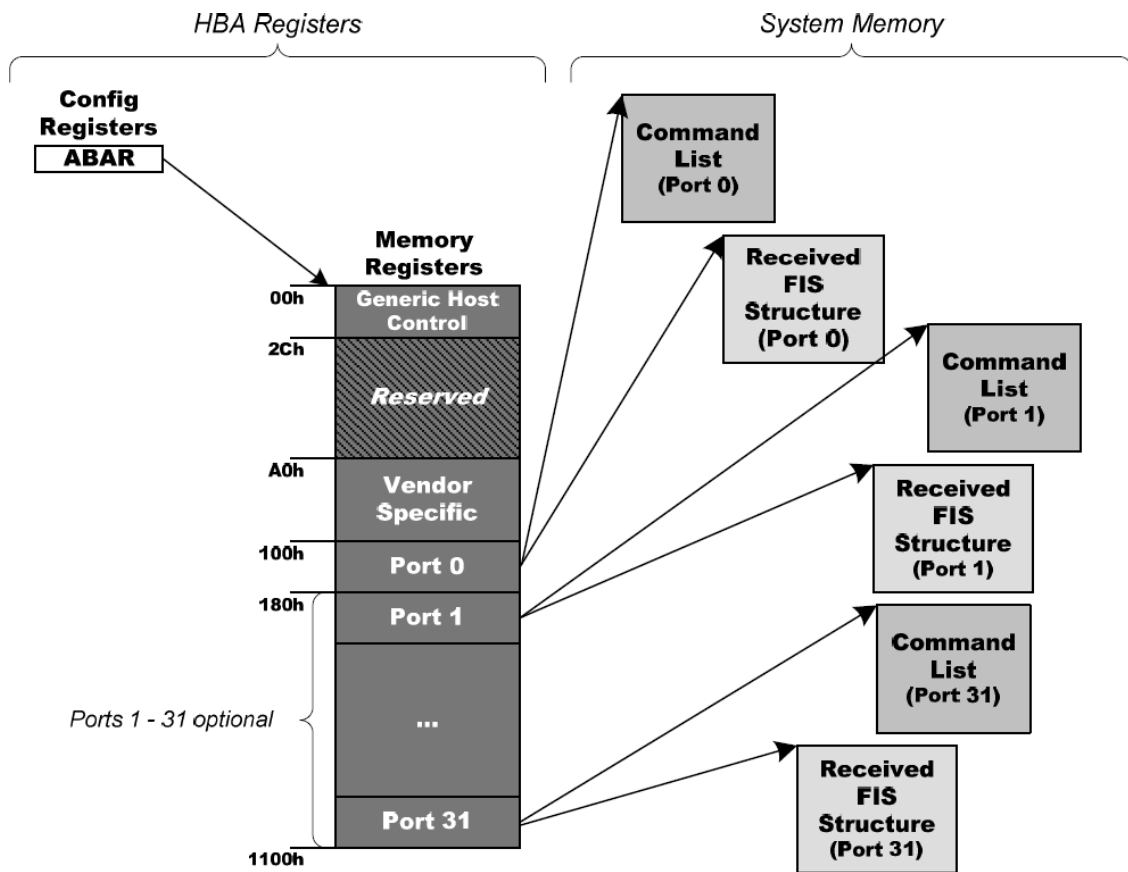 HBA Registers
System Memory
Config
Registers
ABAR
Memory
Registers
00h
Generic Host
Control
2Ch
Reserved
A0h
Vendor
Specific
100h
Port 0
180h
Port 1
Ports 1 - 31 optional
...
Port 31
1100h
Command
List
(Port 0)
Received
FIS
Structure
(Port 0)
Command
List
(Port 1)
Received
FIS
Structure
(Port 1)
Command
List
(Port 31)
Received
FIS
Structure
(Port 31)